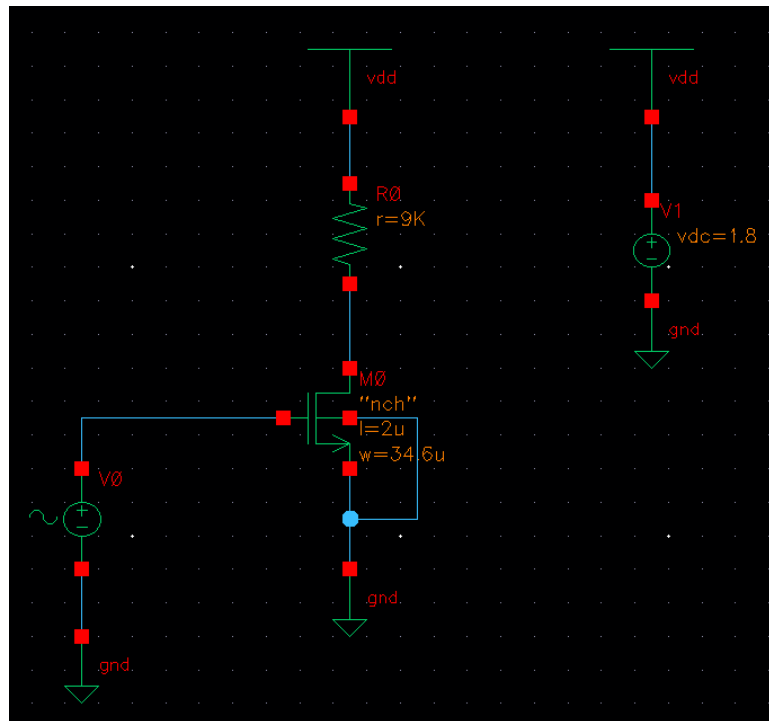 vdd
vdd
R0
r=9K
V1
vdc=1.8
gnd
M0
"nch"
l=2u
w=34.6u
V0
gnd
gnd